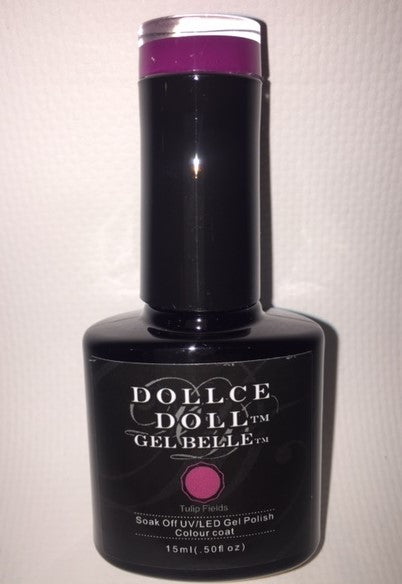 DOLLCE
DOLL™
GEL BELLE™
Tulip Fields
Soak Off UV/LED Gel Polish
Colour coat
15ml(.50fl oz)